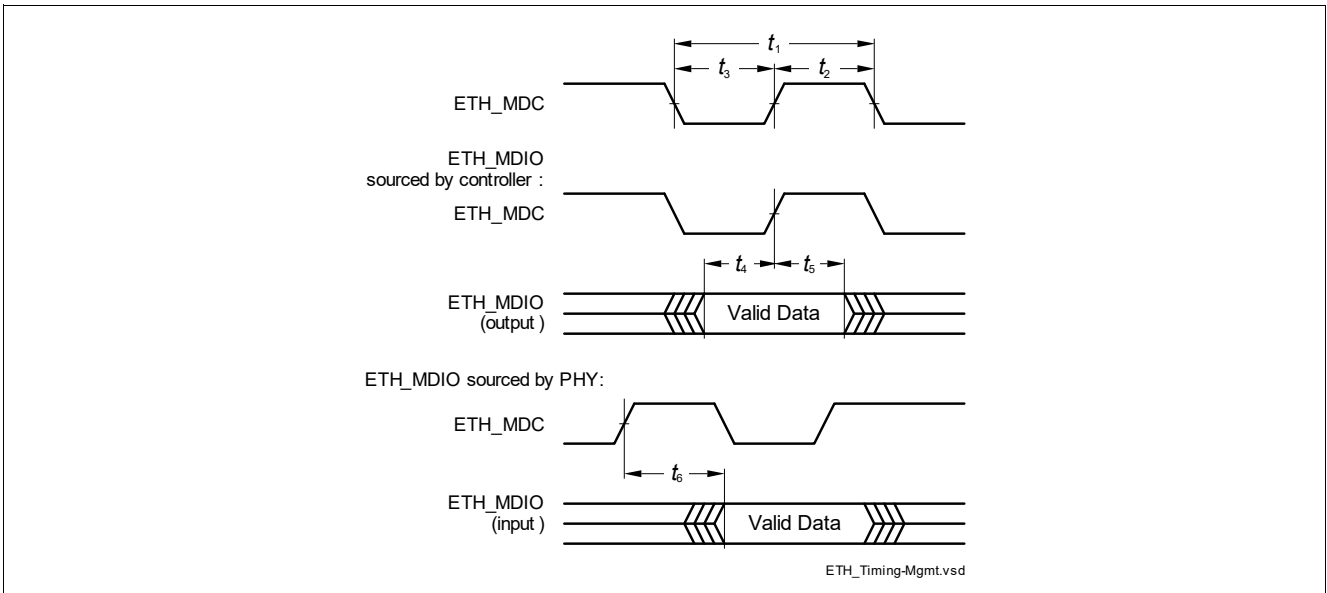 t1
t3
t2
ETH_MDC
ETH_MDIO
sourced by controller :
ETH_MDC
t4
t5
ETH_MDIO
(output )
Valid Data
ETH_MDIO sourced by PHY:
ETH_MDC
t6
ETH_MDIO
(input )
Valid Data
ETH_Timing-Mgmt.vsd